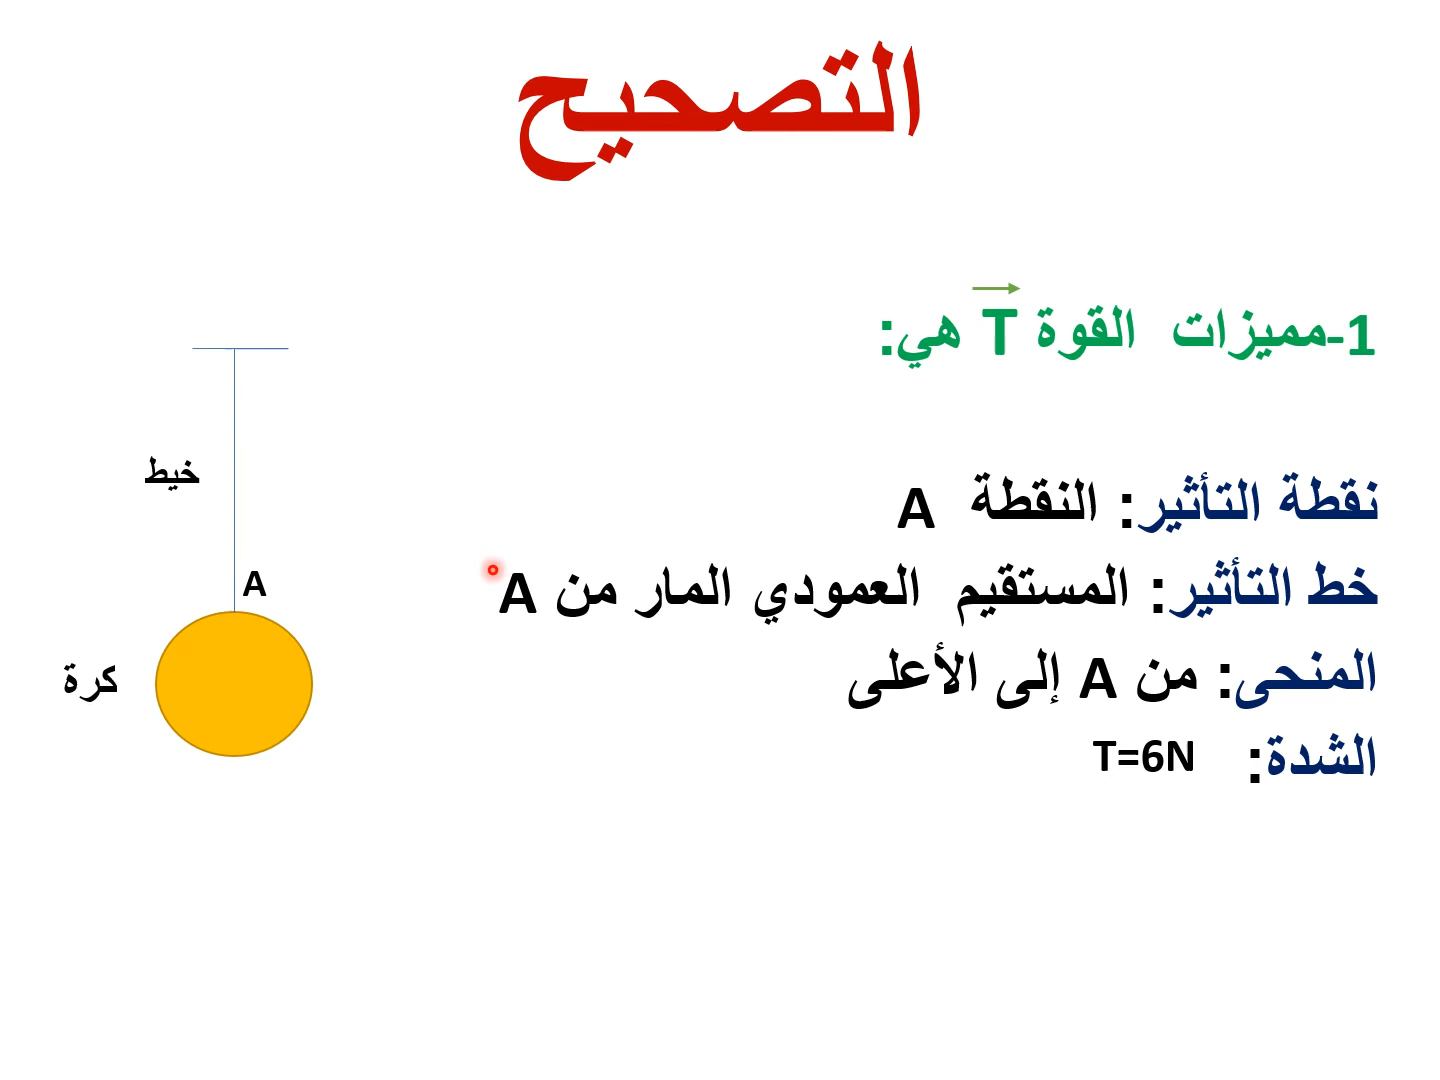 التصحيح
1-مميزات القوة T هي:
نقطة التأثير: النقطة A
خط التأثير: المستقيم العمودي المار من A
المنحى: من A إلى الأعلى
الشدة: T=6N
خيط
A
كرة